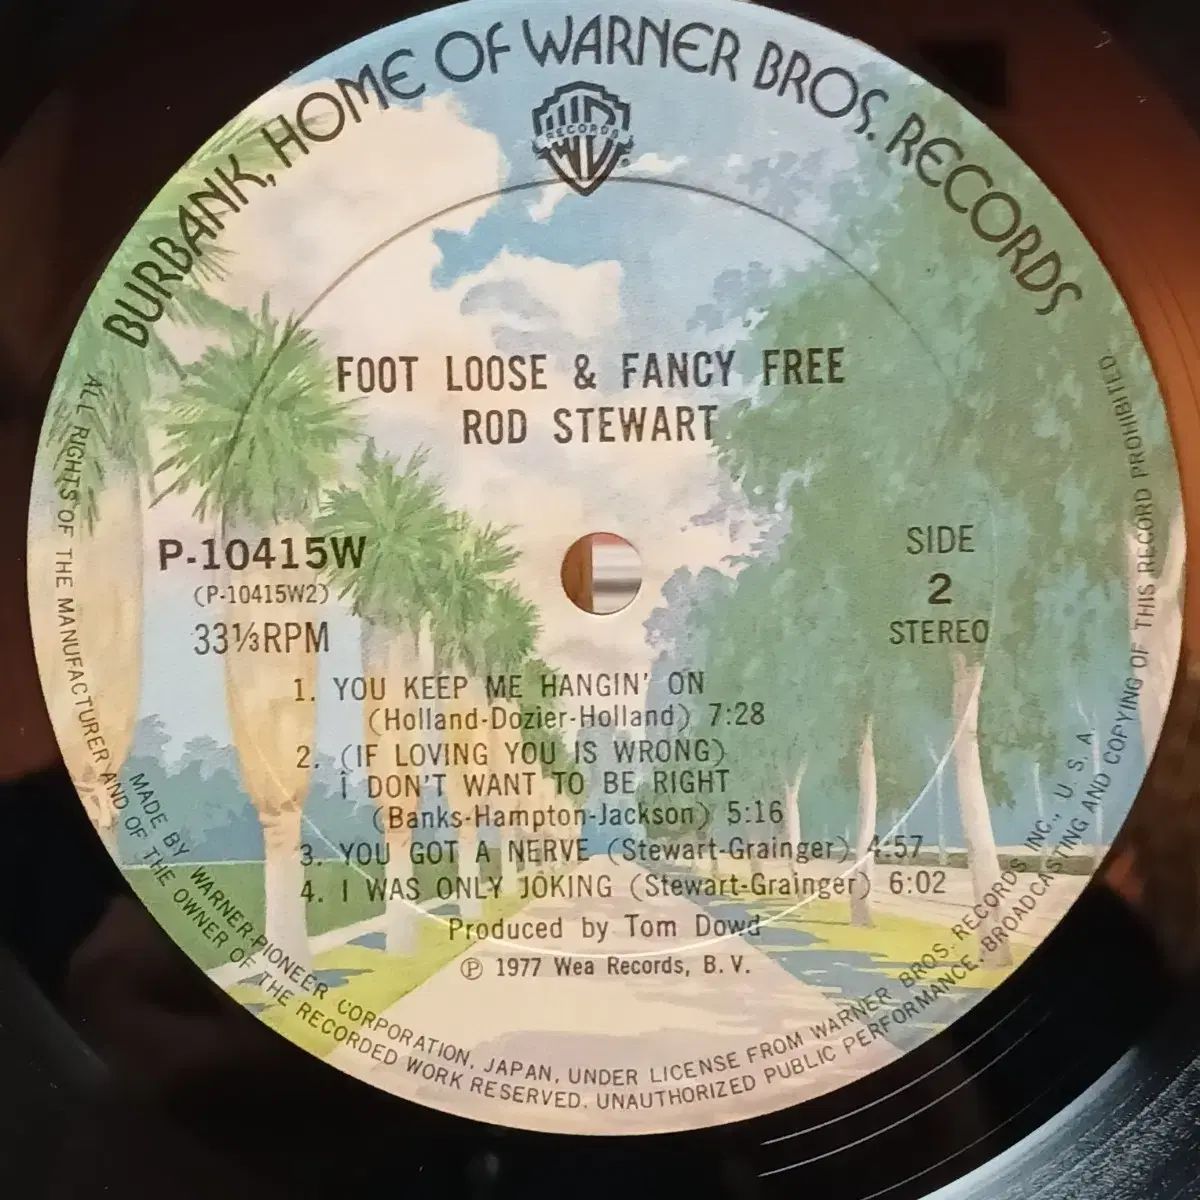 BURBANK, HOME OF WARNER BROS. RECORDS
WB
RECORDS
®
FOOT LOOSE & FANCY FREE
ROD STEWART
P-10415W
(P-10415W2)
33⅓RPM
SIDE
2
STEREO
1. YOU KEEP ME HANGIN' ON
(Holland-Dozier-Holland) 7:28
2. (IF LOVING YOU IS WRONG)
I DON'T WANT TO BE RIGHT
(Banks-Hampton-Jackson) 5:16
3. YOU GOT A NERVE (Stewart-Grainger) 4:57
4. I WAS ONLY JOKING (Stewart-Grainger) 6:02
Produced by Tom Dowd
℗ 1977 Wea Records, B.V.
MADE BY WARNER-PIONEER CORPORATION, JAPAN, UNDER LICENSE FROM WARNER BROS. RECORDS INC., U.S.A.
ALL RIGHTS OF THE MANUFACTURER AND OF THE OWNER OF THE RECORDED WORK RESERVED. UNAUTHORIZED PUBLIC PERFORMANCE, BROADCASTING AND COPYING OF THIS RECORD PROHIBITED